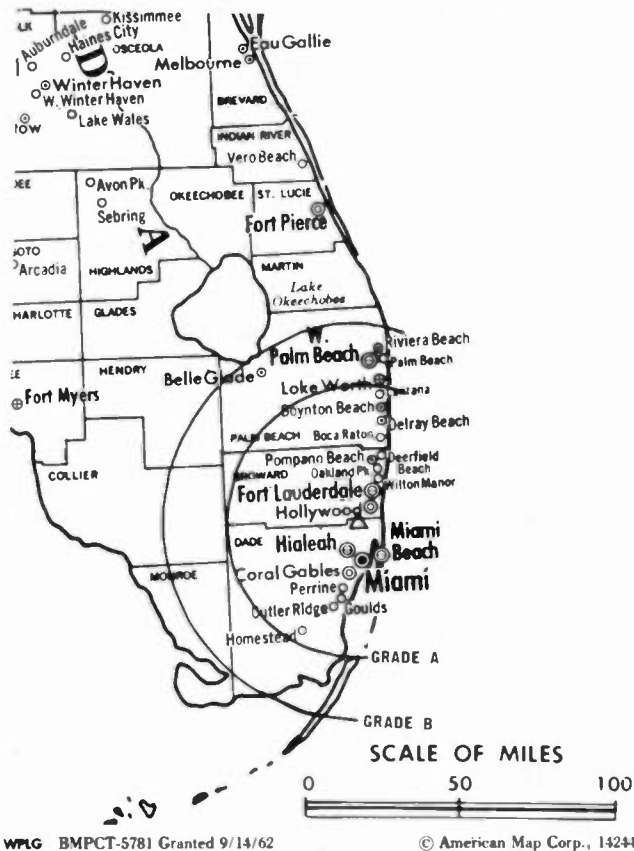 LK
Kissimmee
City
Auburndale
Haines
OSCEOLA
D
Eau Gallie
Melbourne
Winter Haven
W. Winter Haven
Lake Wales
BREVARD
INDIAN RIVER
Vero Beach
Avon Pk.
Sebring
OKEECHOBEE
ST. LUCIE
Fort Pierce
A
SOTO
Arcadia
HIGHLANDS
MARTIN
Lake
Okeechobee
HARLOTTE
GLADES
W.
Palm Beach
Riviera Beach
Palm Beach
HENDRY
Belle Glade
Fort Myers
Lake Worth
Lantana
Boynton Beach
Delray Beach
PALM BEACH
Boca Raton
COLLIER
Pompano Beach
Deerfield
Beach
BROWARD
Oakland Pk.
Wilton Manor
Fort Lauderdale
Hollywood
DADE
Hialeah
Miami
Beach
MONROE
Coral Gables
Miami
Perrine
Cutler Ridge
Goulds
Homestead
GRADE A
GRADE B
SCALE OF MILES
0 50 100
WPLG BMPCT-5781 Granted 9/14/62
© American Map Corp., 14244